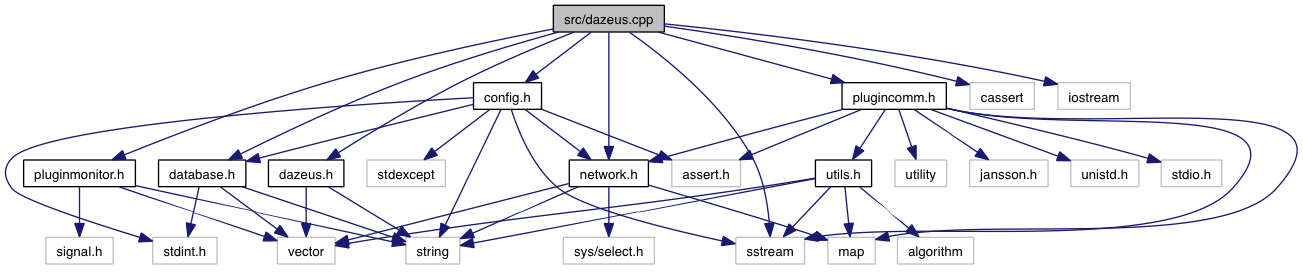 src/dazeus.cpp
config.h
plugincomm.h
cassert
iostream
pluginmonitor.h
database.h
dazeus.h
stdexcept
network.h
assert.h
utils.h
utility
jansson.h
unistd.h
stdio.h
signal.h
stdint.h
vector
string
sys/select.h
sstream
map
algorithm